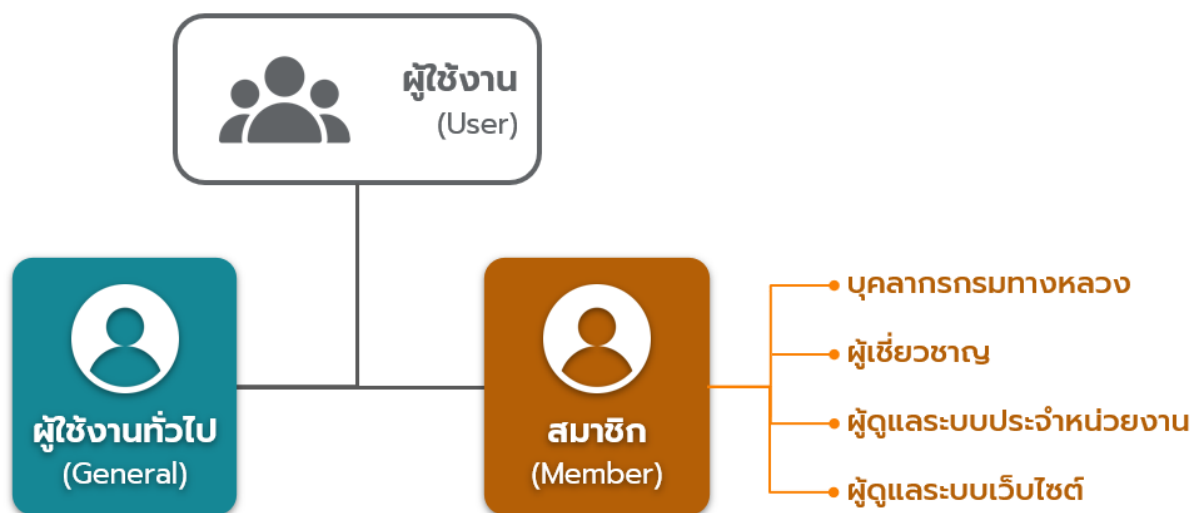 ผู้ใช้งาน
(User)
ผู้ใช้งานทั่วไป
(General)
สมาชิก
(Member)
บุคลากรกรมทางหลวง
ผู้เชี่ยวชาญ
ผู้ดูแลระบบประจำหน่วยงาน
ผู้ดูแลระบบเว็บไซต์